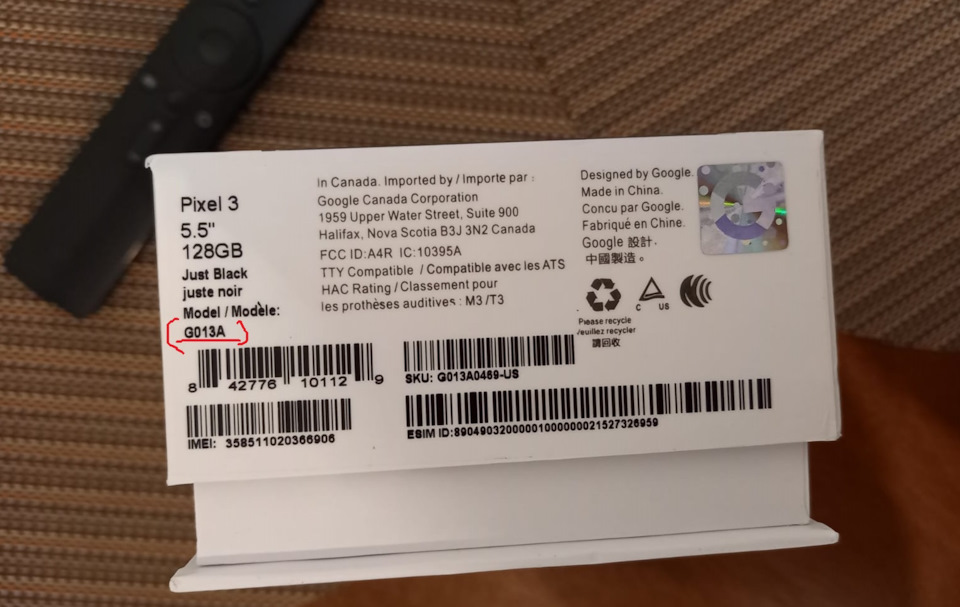 Pixel 3
5.5"
128GB
Just Black
juste noir
Model / Modèle:
G013A
8 42776 10112 9
IMEI: 358511020366906
In Canada. Imported by / Importe par :
Google Canada Corporation
1959 Upper Water Street, Suite 900
Halifax, Nova Scotia B3J 3N2 Canada
FCC ID:A4R IC:10395A
TTY Compatible / Compatible avec les ATS
HAC Rating / Classement pour
les prothèses auditives : M3 /T3
SKU: G013A0469-US
ESIM ID:89049032000001000000021527326959
Designed by Google.
Made in China.
Concu par Google.
Fabriqué en Chine.
Google 設計.
中國製造。
C US
Please recycle
Veuillez recycler
請回收